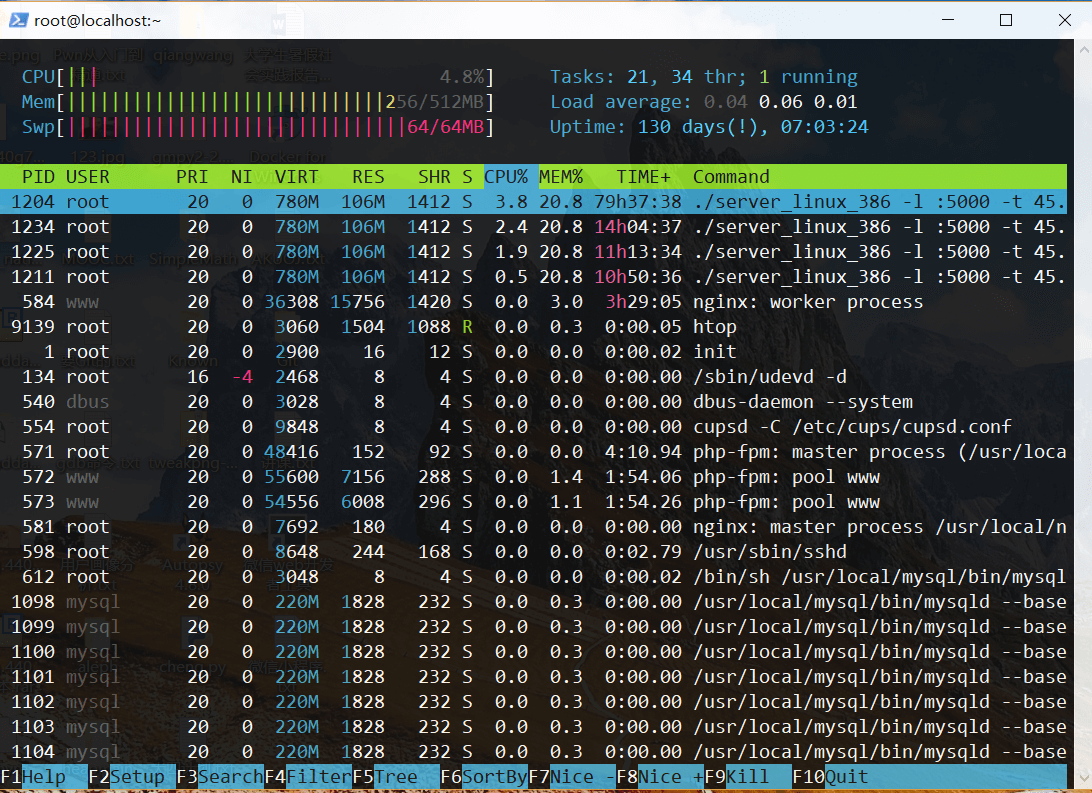 root@localhost:~
CPU[||| 4.8%] Tasks: 21, 34 thr; 1 running
Mem[|||||||||||||||||||||||||||||256/512MB] Load average: 0.04 0.06 0.01
Swp[|||||||||||||||||||||||||||||||64/64MB] Uptime: 130 days(!), 07:03:24
PID USER PRI NI VIRT RES SHR S CPU% MEM% TIME+ Command
1204 root 20 0 780M 106M 1412 S 3.8 20.8 79h37:38 ./server_linux_386 -l :5000 -t 45.
1234 root 20 0 780M 106M 1412 S 2.4 20.8 14h04:37 ./server_linux_386 -l :5000 -t 45.
1225 root 20 0 780M 106M 1412 S 1.9 20.8 11h13:34 ./server_linux_386 -l :5000 -t 45.
1211 root 20 0 780M 106M 1412 S 0.5 20.8 10h50:36 ./server_linux_386 -l :5000 -t 45.
584 www 20 0 36308 15756 1420 S 0.0 3.0 3h29:05 nginx: worker process
9139 root 20 0 3060 1504 1088 R 0.0 0.3 0:00.05 htop
1 root 20 0 2900 16 12 S 0.0 0.0 0:00.02 init
134 root 16 -4 2468 8 4 S 0.0 0.0 0:00.00 /sbin/udevd -d
540 dbus 20 0 3028 8 4 S 0.0 0.0 0:00.00 dbus-daemon --system
554 root 20 0 9848 8 4 S 0.0 0.0 0:00.00 cupsd -C /etc/cups/cupsd.conf
571 root 20 0 48416 152 92 S 0.0 0.0 4:10.94 php-fpm: master process (/usr/loca
572 www 20 0 55600 7156 288 S 0.0 1.4 1:54.06 php-fpm: pool www
573 www 20 0 54556 6008 296 S 0.0 1.1 1:54.26 php-fpm: pool www
581 root 20 0 7692 180 4 S 0.0 0.0 0:00.00 nginx: master process /usr/local/n
598 root 20 0 8648 244 168 S 0.0 0.0 0:02.79 /usr/sbin/sshd
612 root 20 0 3048 8 4 S 0.0 0.0 0:00.02 /bin/sh /usr/local/mysql/bin/mysql
1098 mysql 20 0 220M 1828 232 S 0.0 0.3 0:00.00 /usr/local/mysql/bin/mysqld --base
1099 mysql 20 0 220M 1828 232 S 0.0 0.3 0:00.00 /usr/local/mysql/bin/mysqld --base
1100 mysql 20 0 220M 1828 232 S 0.0 0.3 0:00.00 /usr/local/mysql/bin/mysqld --base
1101 mysql 20 0 220M 1828 232 S 0.0 0.3 0:00.00 /usr/local/mysql/bin/mysqld --base
1102 mysql 20 0 220M 1828 232 S 0.0 0.3 0:00.00 /usr/local/mysql/bin/mysqld --base
1103 mysql 20 0 220M 1828 232 S 0.0 0.3 0:00.00 /usr/local/mysql/bin/mysqld --base
1104 mysql 20 0 220M 1828 232 S 0.0 0.3 0:00.00 /usr/local/mysql/bin/mysqld --base
F1Help F2Setup F3SearchF4FilterF5Tree F6SortByF7Nice -F8Nice +F9Kill F10Quit